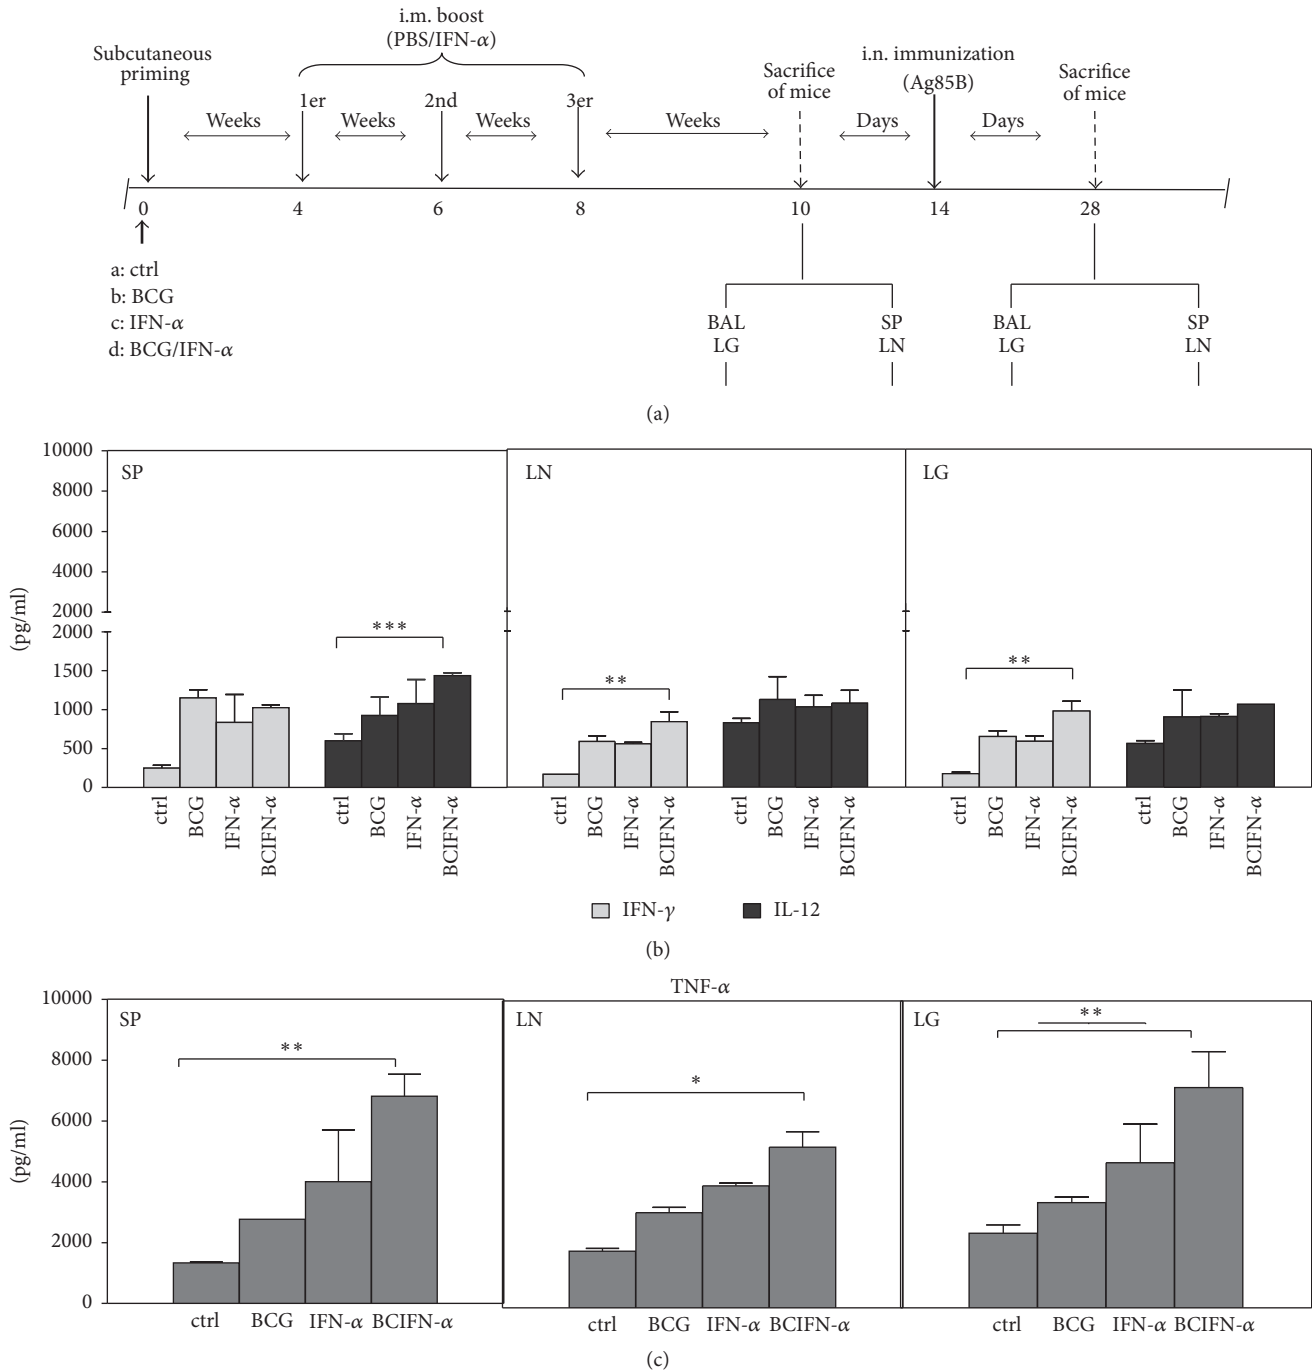 i.m. boost
(PBS/IFN-α)
Subcutaneous
priming
Sacrifice
of mice
i.n. immunization
(Ag85B)
Sacrifice
of mice
1er 2nd 3er
Weeks Weeks Weeks Weeks Days Days
0 4 6 8 10 14 28
a: ctrl
b: BCG
c: IFN-α
d: BCG/IFN-α
BAL SP BAL SP
LG LN LG LN
(a)
10000
8000
6000
4000
2000
2000
1500
1000
500
0
(pg/ml)
SP
***
ctrl BCG IFN-α BCIFN-α ctrl BCG IFN-α BCIFN-α
LN
**
ctrl BCG IFN-α BCIFN-α ctrl BCG IFN-α BCIFN-α
LG
**
ctrl BCG IFN-α BCIFN-α ctrl BCG IFN-α BCIFN-α
IFN-γ IL-12
(b)
TNF-α
10000
8000
6000
4000
2000
0
(pg/ml)
SP
**
ctrl BCG IFN-α BCIFN-α
LN
*
ctrl BCG IFN-α BCIFN-α
LG
**
ctrl BCG IFN-α BCIFN-α
(c)